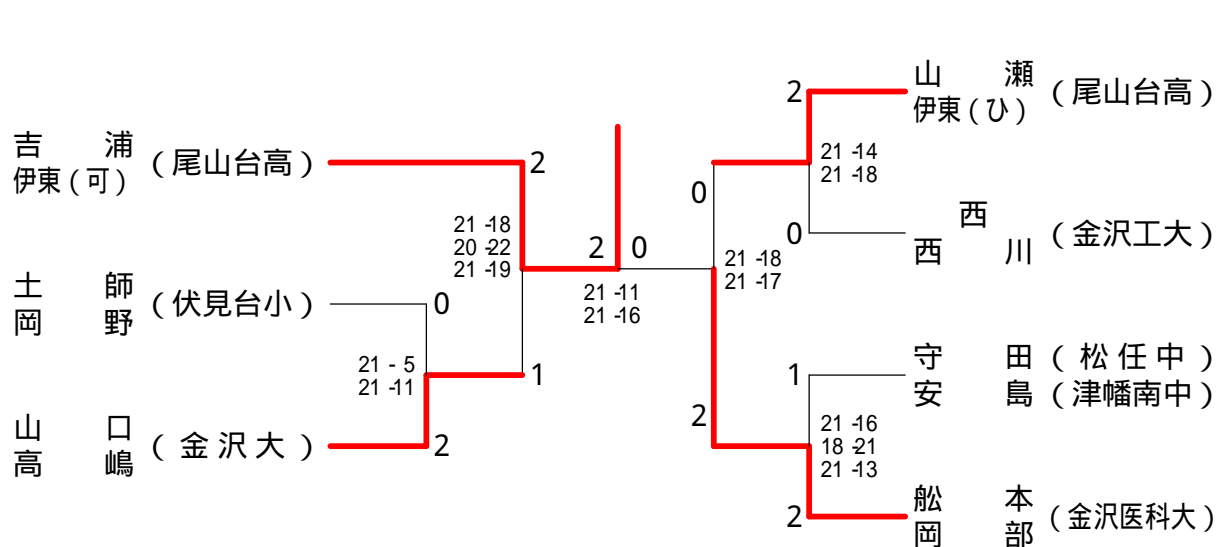 吉浦
伊東(可)
(尾山台高)
2
土師
岡野
(伏見台小)
0
21 - 5
21 -11
山口
高嶋
(金沢大)
2
21 -18
20 -22
21 -19
1
2
0
21 -11
21 -16
山瀬
伊東(ひ)
(尾山台高)
2
21 -14
21 -18
0
西
西川
(金沢工大)
0
21 -18
21 -17
守田
(松任中)
安島
(津幡南中)
1
21 -16
18 -21
21 -13
2
舩本
岡部
(金沢医科大)
2